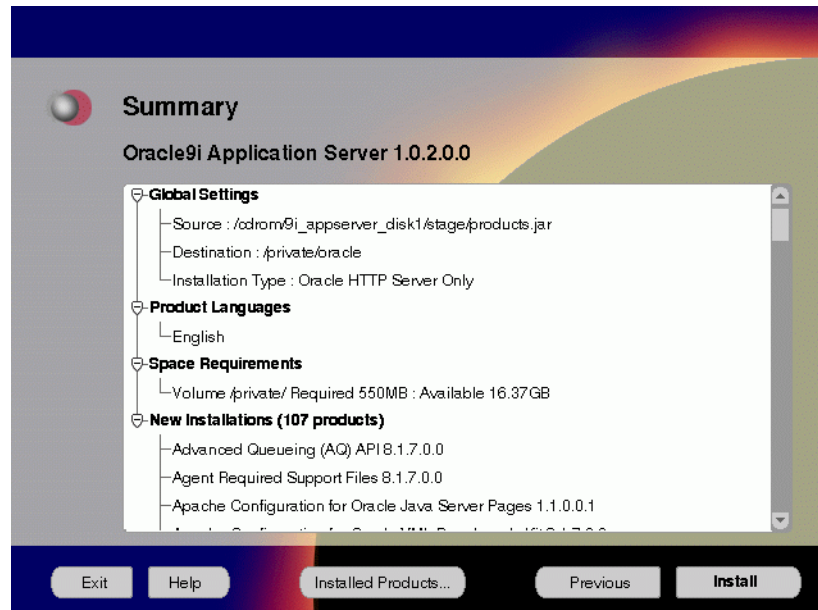 Summary
Oracle9i Application Server 1.0.2.0.0
Global Settings
Source : /cdrom/9i_appserver_disk1/stage/products.jar
Destination : /private/oracle
Installation Type : Oracle HTTP Server Only
Product Languages
English
Space Requirements
Volume /private/ Required 550MB : Available 16.37GB
New Installations (107 products)
Advanced Queueing (AQ) API 8.1.7.0.0
Agent Required Support Files 8.1.7.0.0
Apache Configuration for Oracle Java Server Pages 1.1.0.0.1
Exit Help Installed Products... Previous Install